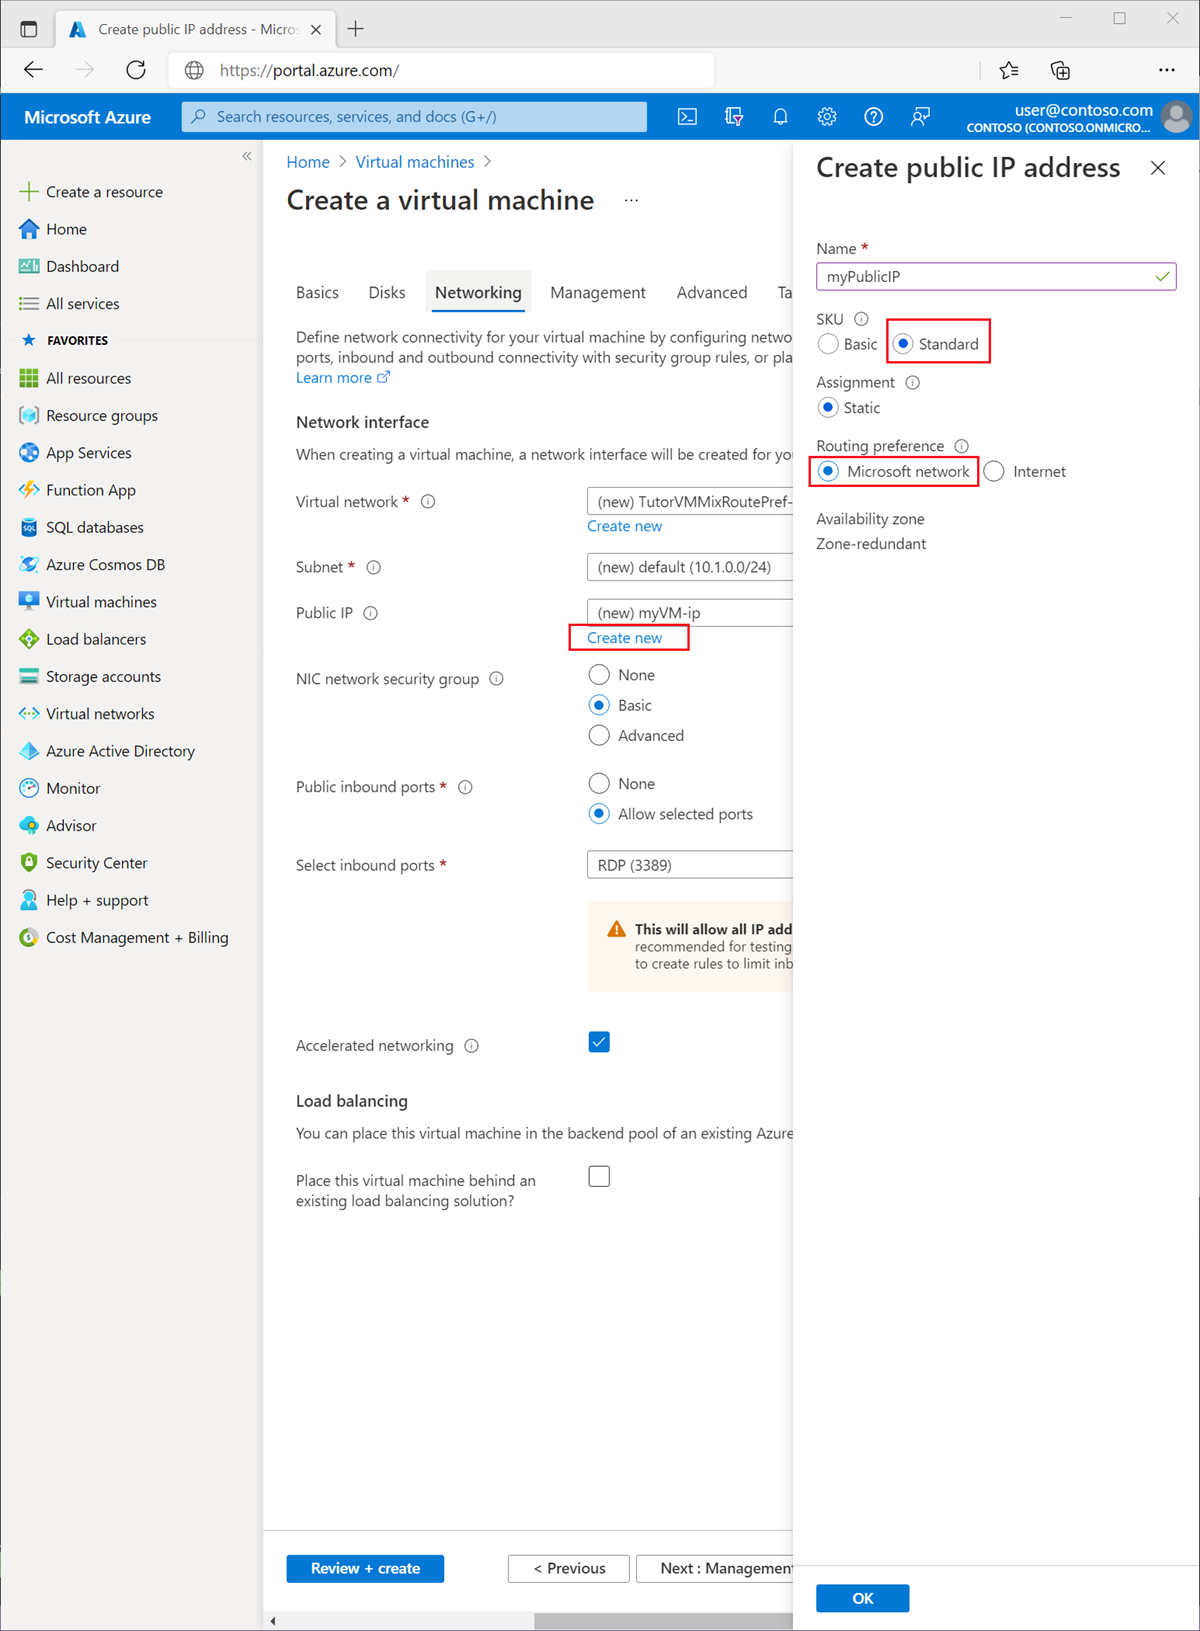 Create public IP address - Micros
https://portal.azure.com/
Microsoft Azure
Search resources, services, and docs (G+/)
user@contoso.com
CONTOSO (CONTOSO.ONMICRO...
Create a resource
Home
Dashboard
All services
FAVORITES
All resources
Resource groups
App Services
Function App
SQL databases
Azure Cosmos DB
Virtual machines
Load balancers
Storage accounts
Virtual networks
Azure Active Directory
Monitor
Advisor
Security Center
Help + support
Cost Management + Billing
Home > Virtual machines >
Create a virtual machine ...
Basics Disks Networking Management Advanced Ta
Define network connectivity for your virtual machine by configuring netwo
ports, inbound and outbound connectivity with security group rules, or pla
Learn more
Network interface
When creating a virtual machine, a network interface will be created for yo
Virtual network *
(new) TutorVMMixRoutePref-
Create new
Subnet *
(new) default (10.1.0.0/24)
Public IP
(new) myVM-ip
Create new
NIC network security group
None
Basic
Advanced
Public inbound ports *
None
Allow selected ports
Select inbound ports *
RDP (3389)
This will allow all IP add
recommended for testing
to create rules to limit inb
Accelerated networking
Load balancing
You can place this virtual machine in the backend pool of an existing Azure
Place this virtual machine behind an
existing load balancing solution?
Review + create
< Previous
Next : Management
Create public IP address
Name *
myPublicIP
SKU
Basic Standard
Assignment
Static
Routing preference
Microsoft network Internet
Availability zone
Zone-redundant
OK